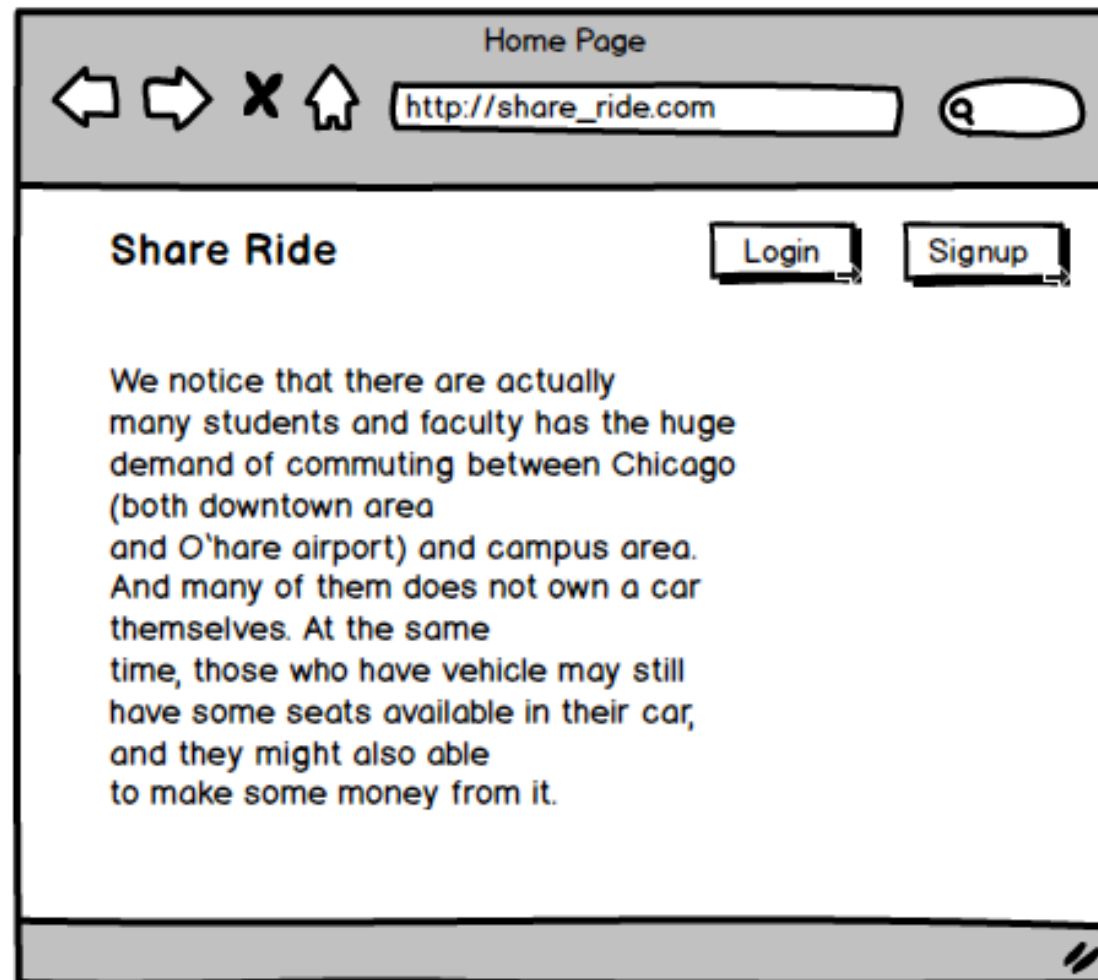 Home Page
http://share_ride.com
Share Ride
Login
Signup
We notice that there are actually
many students and faculty has the huge
demand of commuting between Chicago
(both downtown area
and O`hare airport) and campus area.
And many of them does not own a car
themselves. At the same
time, those who have vehicle may still
have some seats available in their car,
and they might also able
to make some money from it.